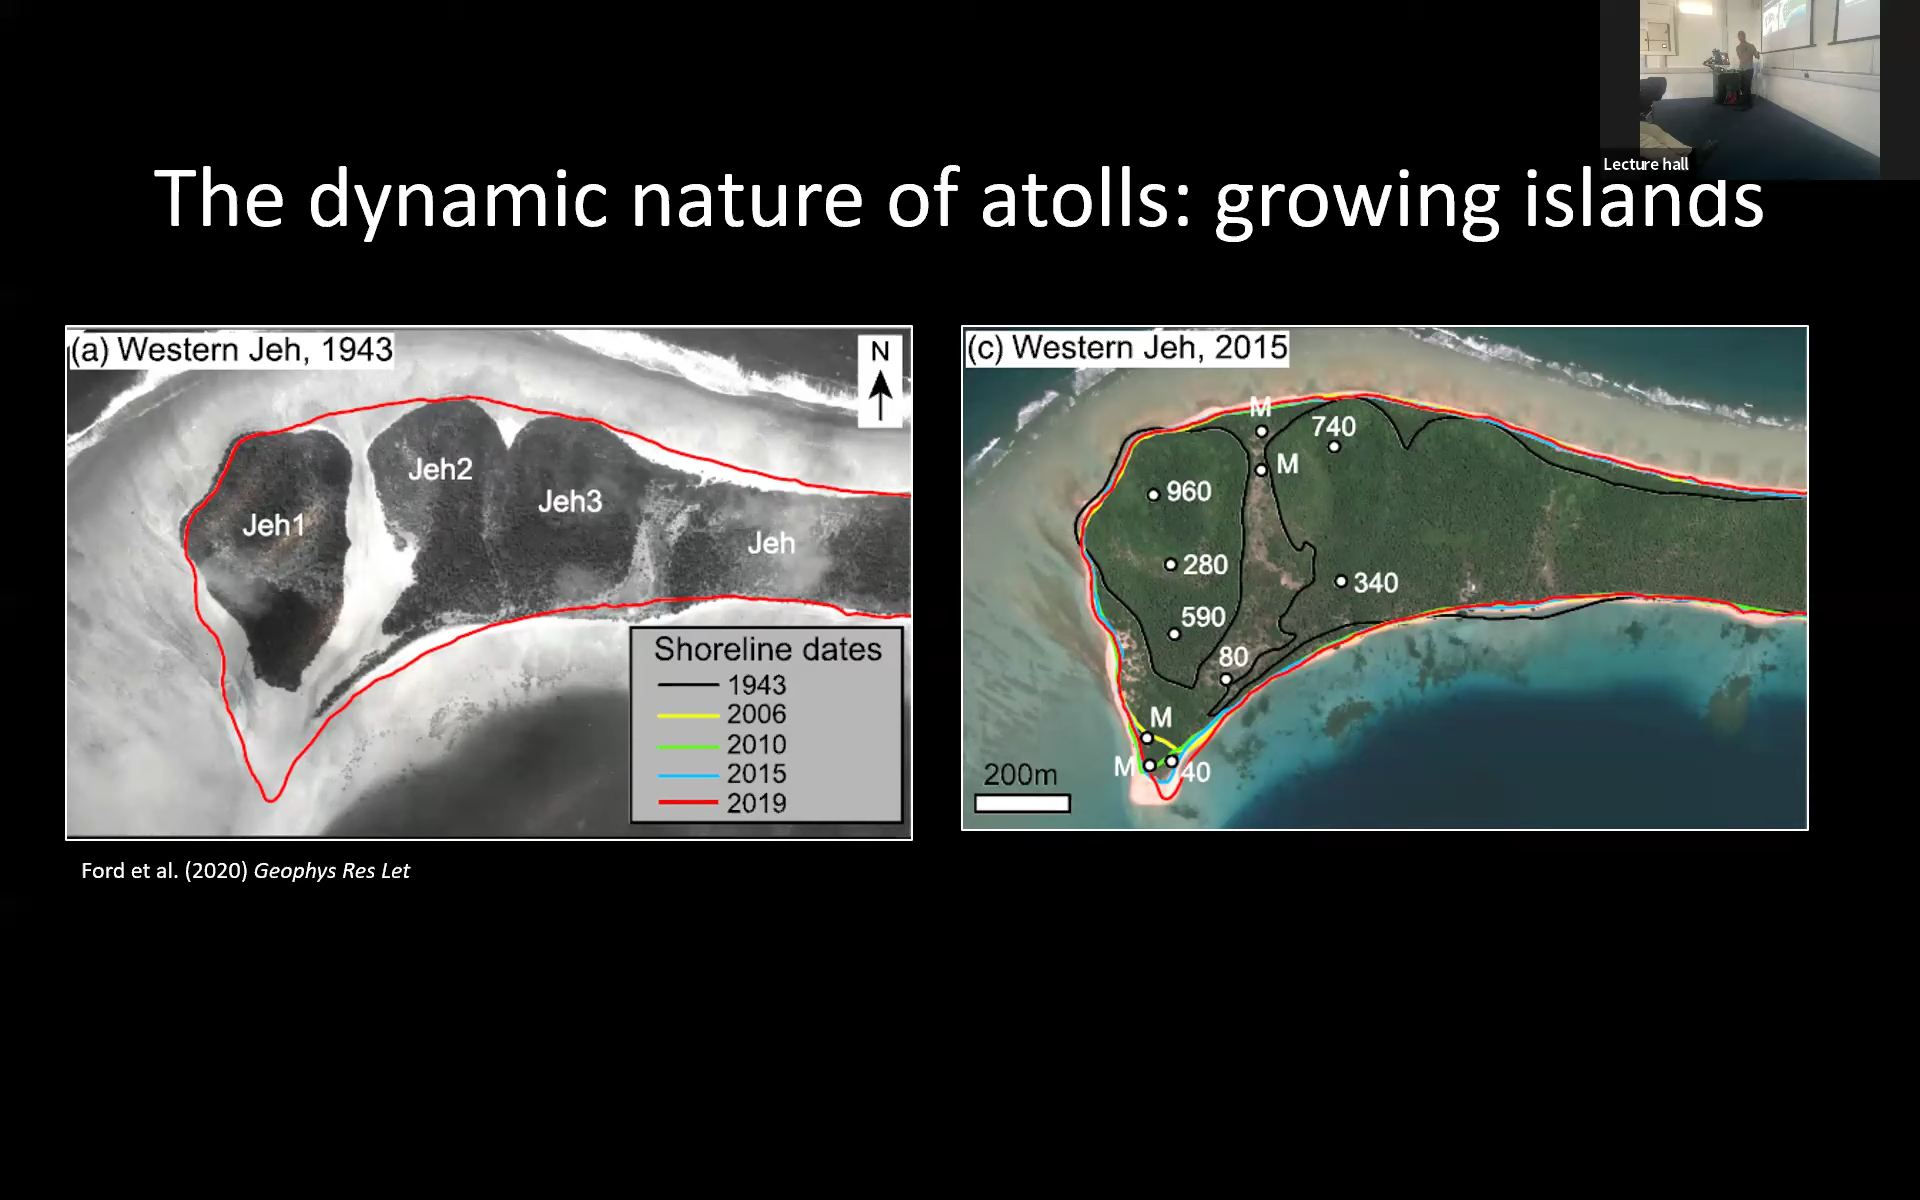 Lecture hall
The dynamic nature of atolls: growing islands
(a) Western Jeh, 1943
N
Jeh1
Jeh2
Jeh3
Jeh
Shoreline dates
1943
2006
2010
2015
2019
(c) Western Jeh, 2015
M
740
M
960
280
340
590
80
M
M
40
200m
Ford et al. (2020) Geophys Res Let